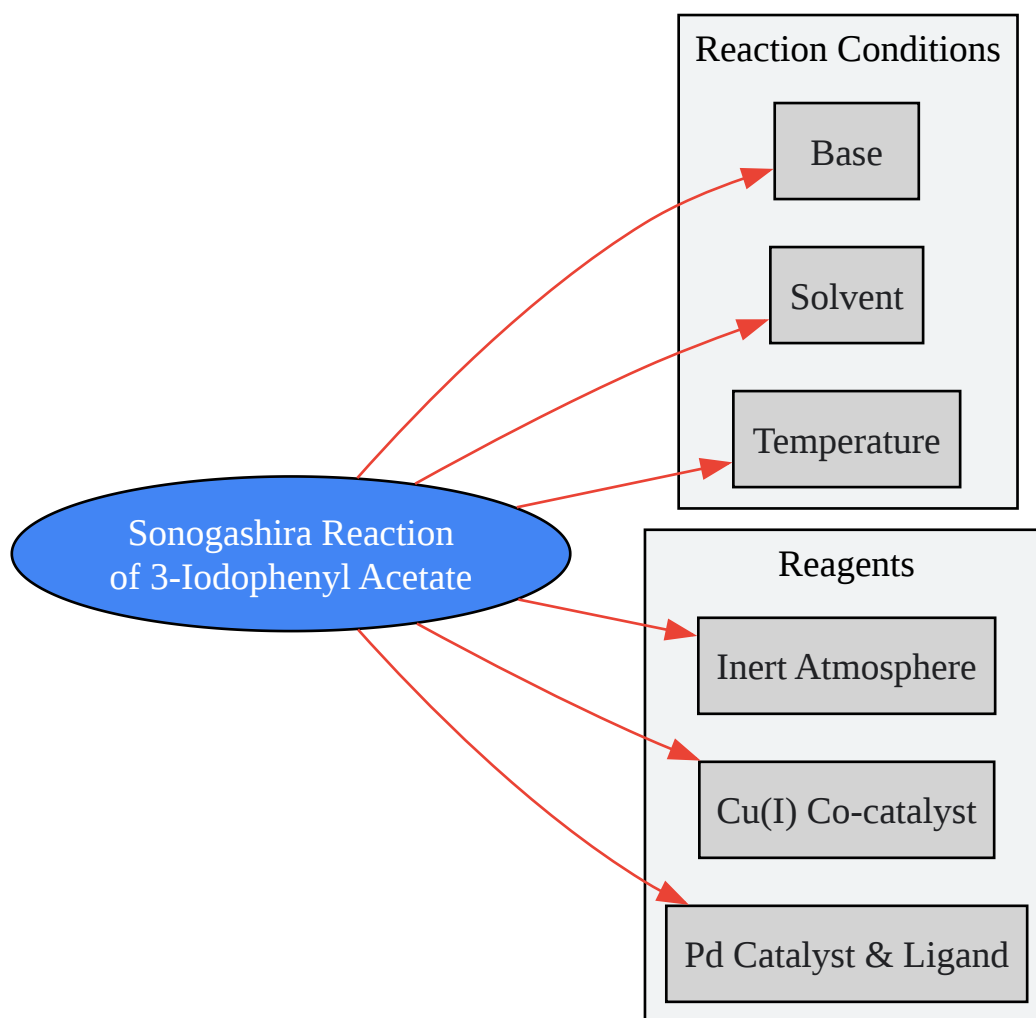 Reaction Conditions
Base
Solvent
Temperature
Sonogashira Reaction
of 3-Iodophenyl Acetate
Reagents
Inert Atmosphere
Cu(I) Co-catalyst
Pd Catalyst & Ligand